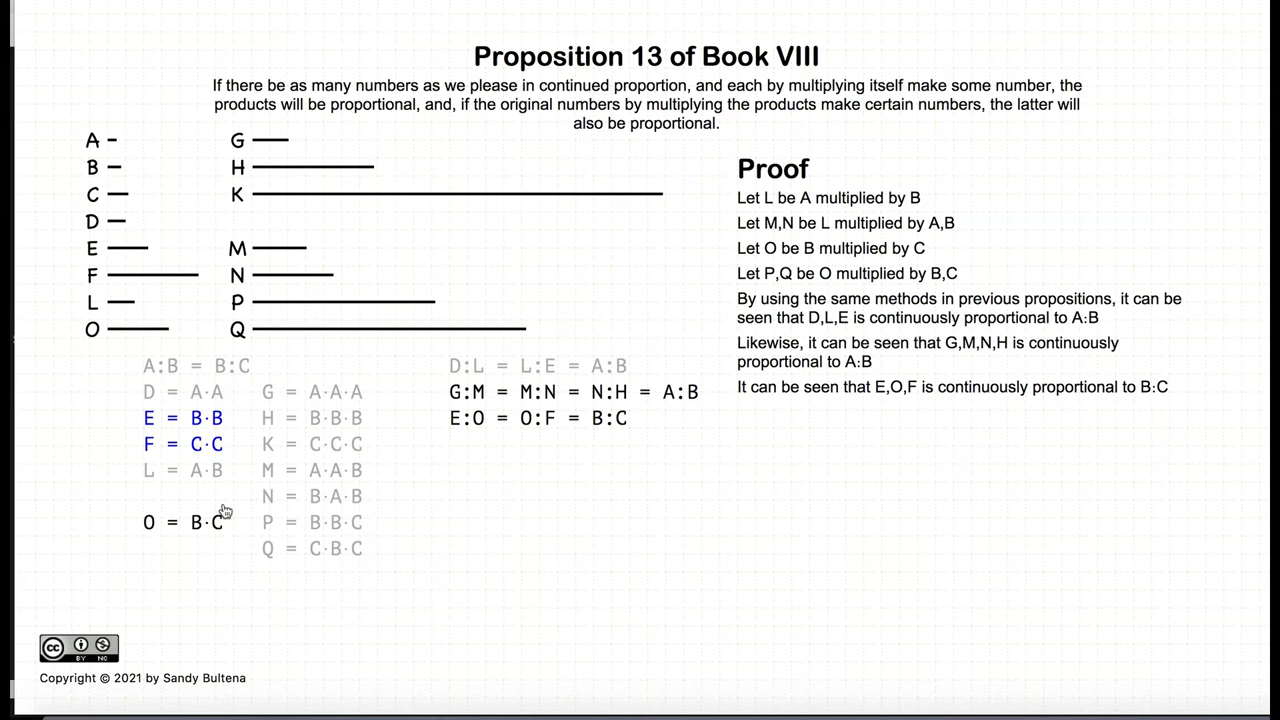 Proposition 13 of Book VIII
If there be as many numbers as we please in continued proportion, and each by multiplying itself make some number, the
products will be proportional, and, if the original numbers by multiplying the products make certain numbers, the latter will
also be proportional.
A
B
C
D
E
F
L
O
G
H
K
M
N
P
Q
A:B = B:C
D = A·A
E = B·B
F = C·C
L = A·B
O = B·C
G = A·A·A
H = B·B·B
K = C·C·C
M = A·A·B
N = B·A·B
P = B·B·C
Q = C·B·C
D:L = L:E = A:B
G:M = M:N = N:H = A:B
E:O = O:F = B:C
Proof
Let L be A multiplied by B
Let M,N be L multiplied by A,B
Let O be B multiplied by C
Let P,Q be O multiplied by B,C
By using the same methods in previous propositions, it can be
seen that D,L,E is continuously proportional to A:B
Likewise, it can be seen that G,M,N,H is continuously
proportional to A:B
It can be seen that E,O,F is continuously proportional to B:C
cc
BY NC
Copyright © 2021 by Sandy Bultena